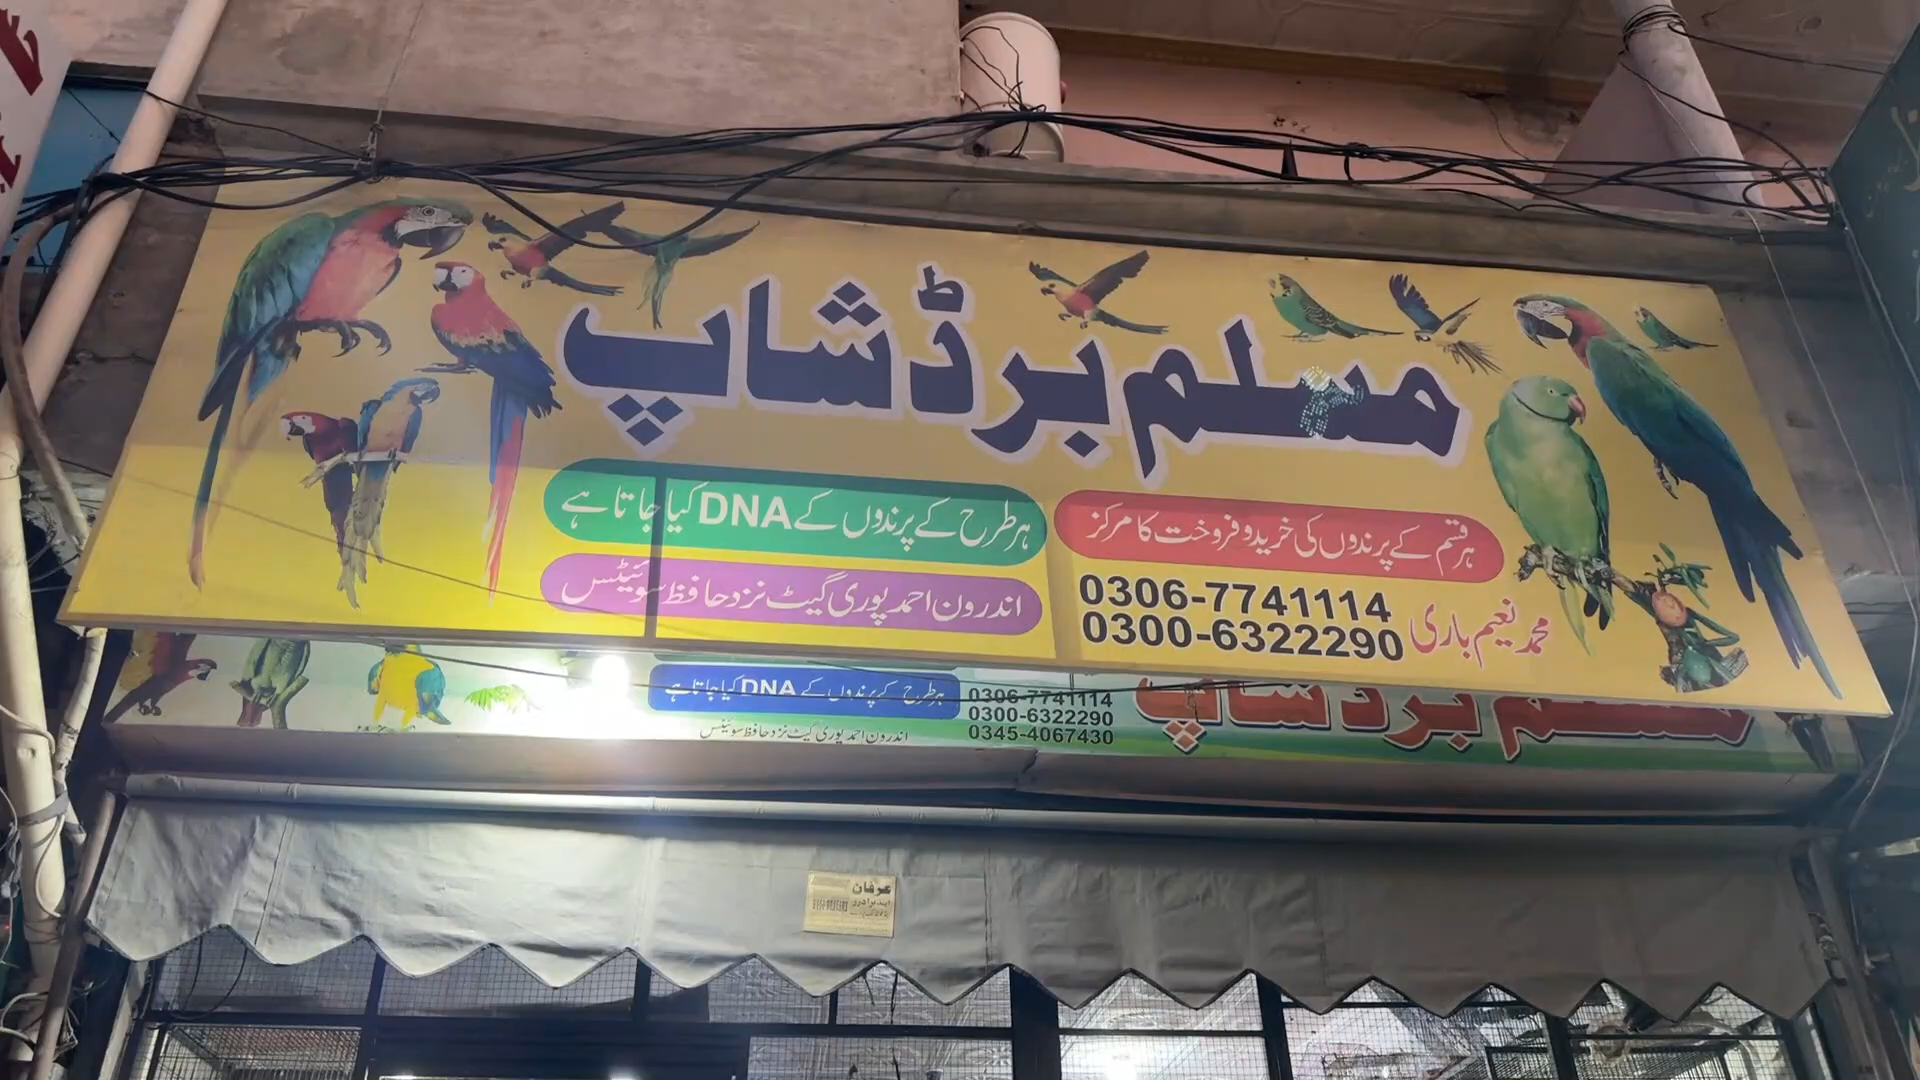 مسلم برڈ شاپ
ہر قسم کے پرندوں کی خرید و فروخت کا مرکز
ہر طرح کے پرندوں کے DNA کیا جاتا ہے
0306-7741114
0300-6322290
محمد نعیم باری
اندرون احمد پوری گیٹ نزد حافظ سوئیٹس
مسلم برڈ شاپ
0306-7741114
0300-6322290
0345-4067430
ہر طرح کے پرندوں کے DNA کیا جاتا ہے
اندرون احمد پوری گیٹ نزد حافظ سوئیٹس
عرفان